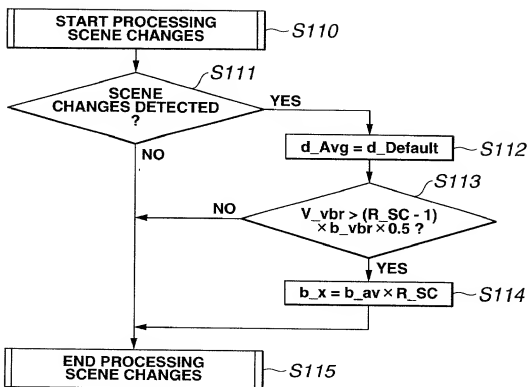 START PROCESSING
SCENE CHANGES
S110
S111
SCENE
CHANGES DETECTED
?
YES
NO
d_Avg = d_Default
S112
S113
V_vbr > (R_SC - 1)
× b_vbr × 0.5 ?
NO
YES
b_x = b_av × R_SC
S114
END PROCESSING
SCENE CHANGES
S115